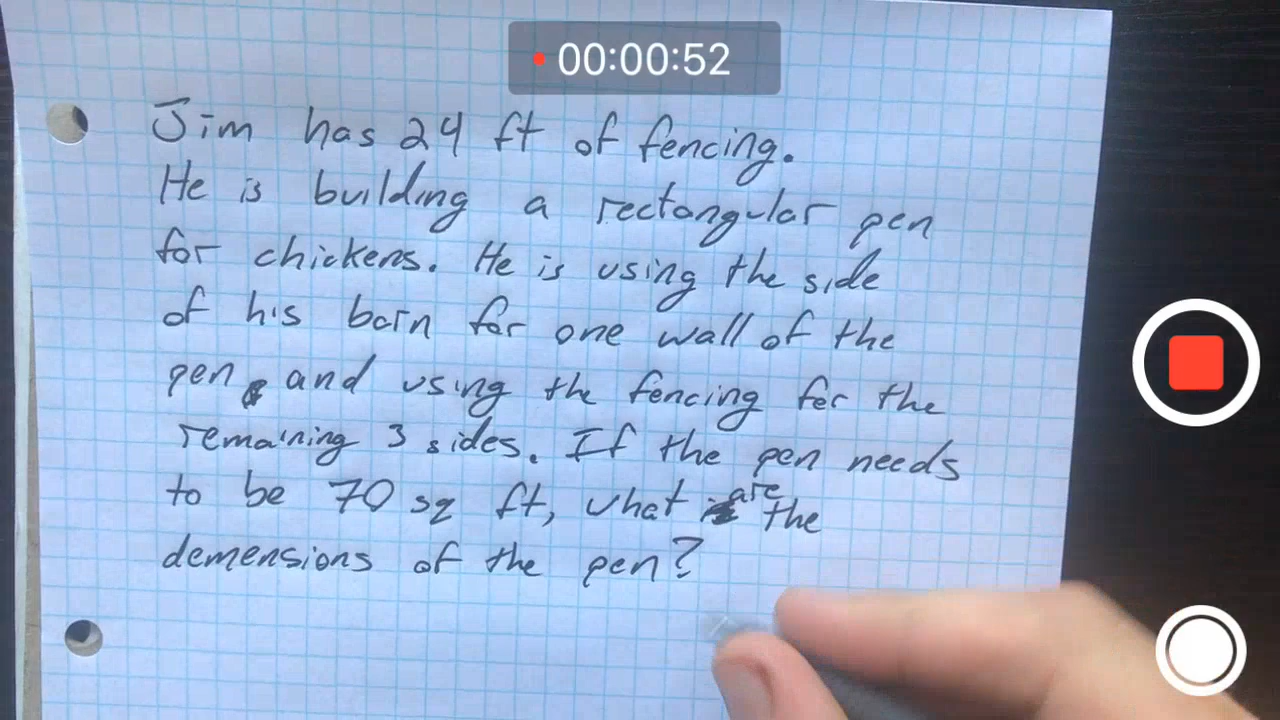 00:00:52
Jim has 24 ft of fencing.
He is building a rectangular pen
for chickens. He is using the side
of his barn for one wall of the
pen and using the fencing for the
remaining 3 sides. If the pen needs
to be 70 sq ft, what are the
demensions of the pen?